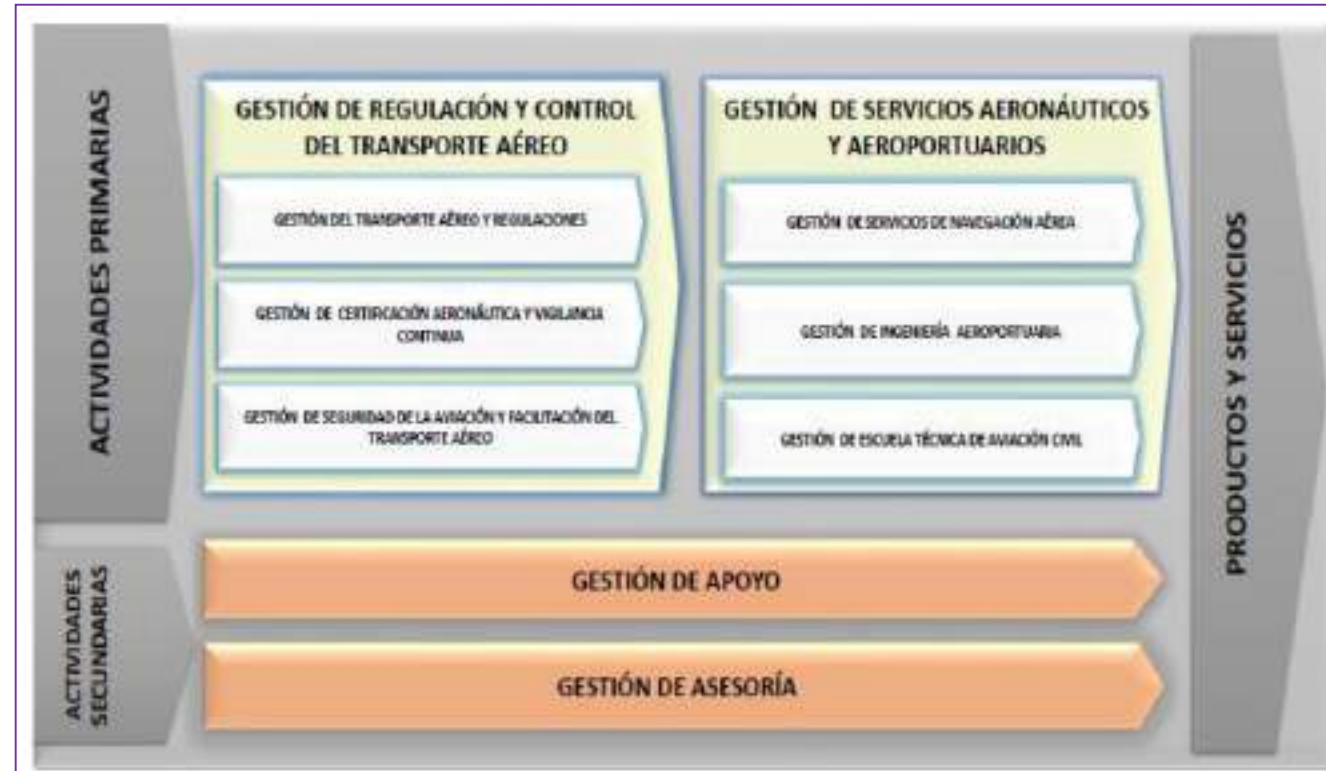 ACTIVIDADES PRIMARIAS
GESTIÓN DE REGULACIÓN Y CONTROL
DEL TRANSPORTE AÉREO
GESTIÓN DEL TRANSPORTE AÉREO Y REGULACIONES
GESTIÓN DE CERTIFICACIÓN AERONÁUTICA Y VIGILANCIA
CONTINUA
GESTIÓN DE SEGURIDAD DE LA AVIACIÓN Y FACILITACIÓN DEL
TRANSPORTE AÉREO
GESTIÓN DE SERVICIOS AERONÁUTICOS
Y AEROPORTUARIOS
GESTIÓN DE SERVICIOS DE NAVEGACIÓN AÉREA
GESTIÓN DE INGENIERÍA AEROPORTUARIA
GESTIÓN DE ESCUELA TÉCNICA DE AVIACIÓN CIVIL
ACTIVIDADES
SECUNDARIAS
GESTIÓN DE APOYO
GESTIÓN DE ASESORÍA
PRODUCTOS Y SERVICIOS